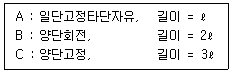 A : 일단고정타단자유, 길이 = ℓ
B : 양단회전, 길이 = 2ℓ
C : 양단고정, 길이 = 3ℓ